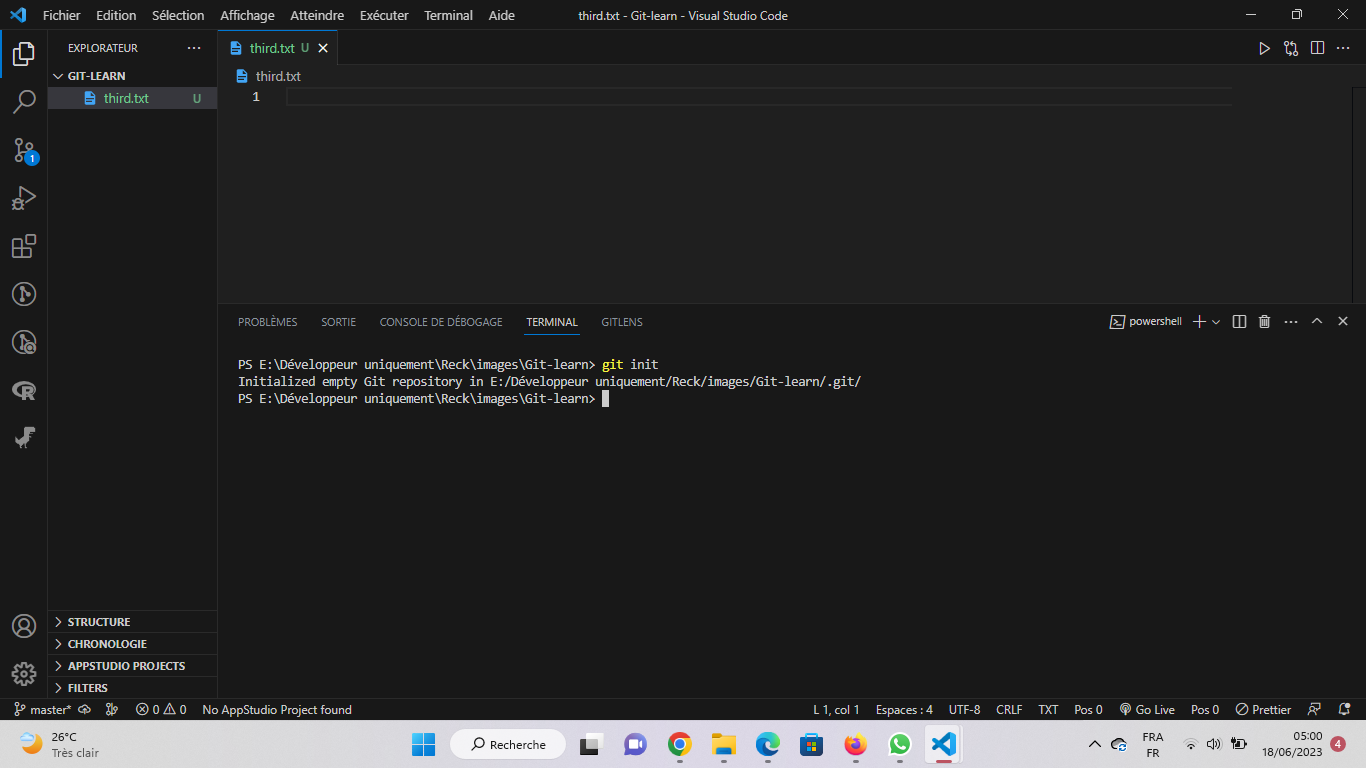 Fichier Edition Sélection Affichage Atteindre Exécuter Terminal Aide third.txt - Git-learn - Visual Studio Code
EXPLORATEUR
third.txt U
GIT-LEARN
third.txt
third.txt U
1
1
PROBLÈMES SORTIE CONSOLE DE DÉBOGAGE TERMINAL GITLENS powershell
PS E:\Développeur uniquement\Reck\images\Git-learn> git init
Initialized empty Git repository in E:/Développeur uniquement/Reck/images/Git-learn/.git/
PS E:\Développeur uniquement\Reck\images\Git-learn>
STRUCTURE
CHRONOLOGIE
APPSTUDIO PROJECTS
FILTERS
master* 0 0 No AppStudio Project found L 1, col 1 Espaces : 4 UTF-8 CRLF TXT Pos 0 Go Live Pos 0 Prettier
26°C
Très clair
Recherche
FRA
FR
05:00
18/06/2023
4